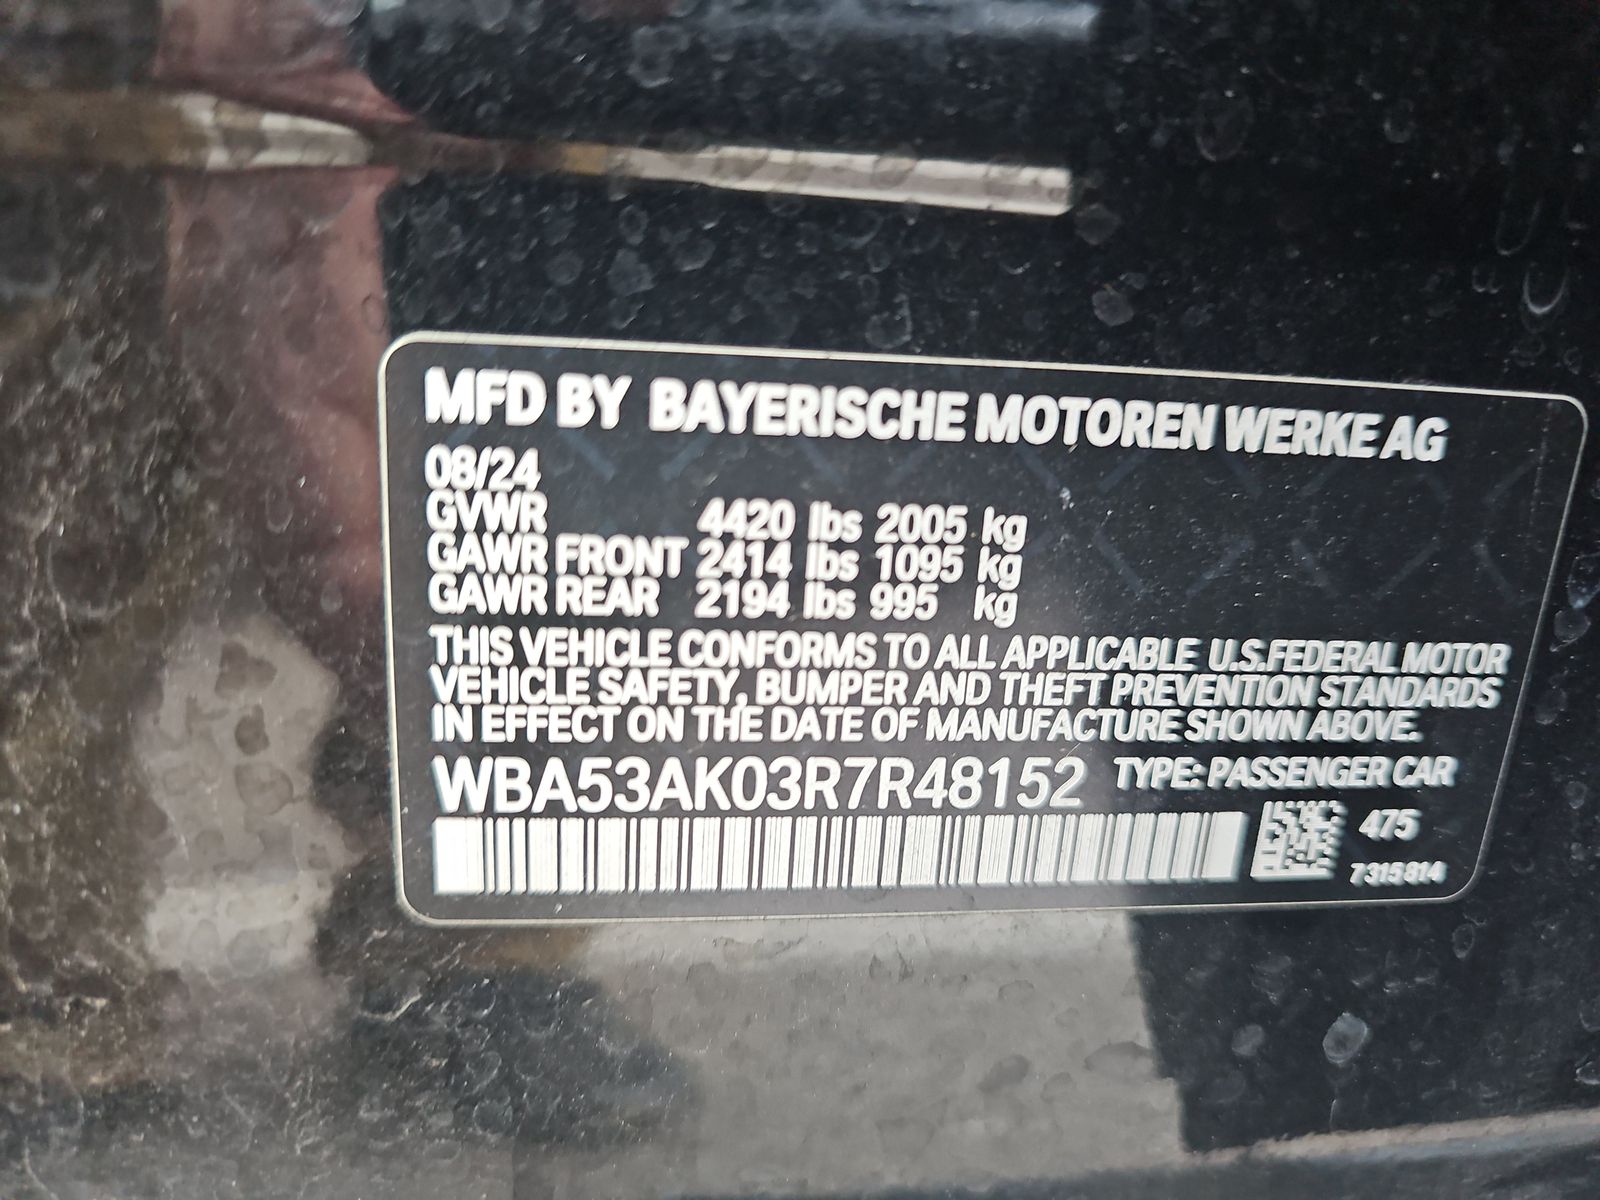 MFD BY BAYERISCHE MOTOREN WERKE AG
08/24
GVWR 4420 lbs 2005 kg
GAWR FRONT 2414 lbs 1095 kg
GAWR REAR 2194 lbs 995 kg
THIS VEHICLE CONFORMS TO ALL APPLICABLE U.S.FEDERAL MOTOR
VEHICLE SAFETY, BUMPER AND THEFT PREVENTION STANDARDS
IN EFFECT ON THE DATE OF MANUFACTURE SHOWN ABOVE.
WBA53AK03R7R48152 TYPE: PASSENGER CAR
475
7315814